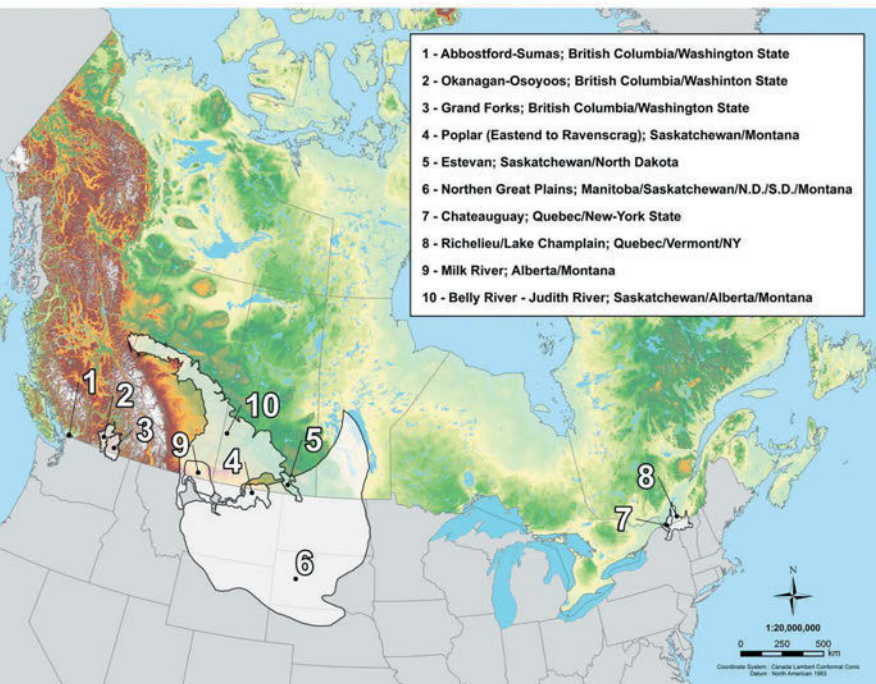 1 - Abbostford-Sumas; British Columbia/Washington State
2 - Okanagan-Osoyoos; British Columbia/Washinton State
3 - Grand Forks; British Columbia/Washington State
4 - Poplar (Eastend to Ravenscrag); Saskatchewan/Montana
5 - Estevan; Saskatchewan/North Dakota
6 - Northen Great Plains; Manitoba/Saskatchewan/N.D./S.D./Montana
7 - Chateauguay; Quebec/New-York State
8 - Richelieu/Lake Champlain; Quebec/Vermont/NY
9 - Milk River; Alberta/Montana
10 - Belly River - Judith River; Saskatchewan/Alberta/Montana
1
2
3
10
9
4
5
6
8
7
N
1:20,000,000
0 250 500
km
Coordinate System : Canada Lambert Conformal Conic
Datum : North American 1983